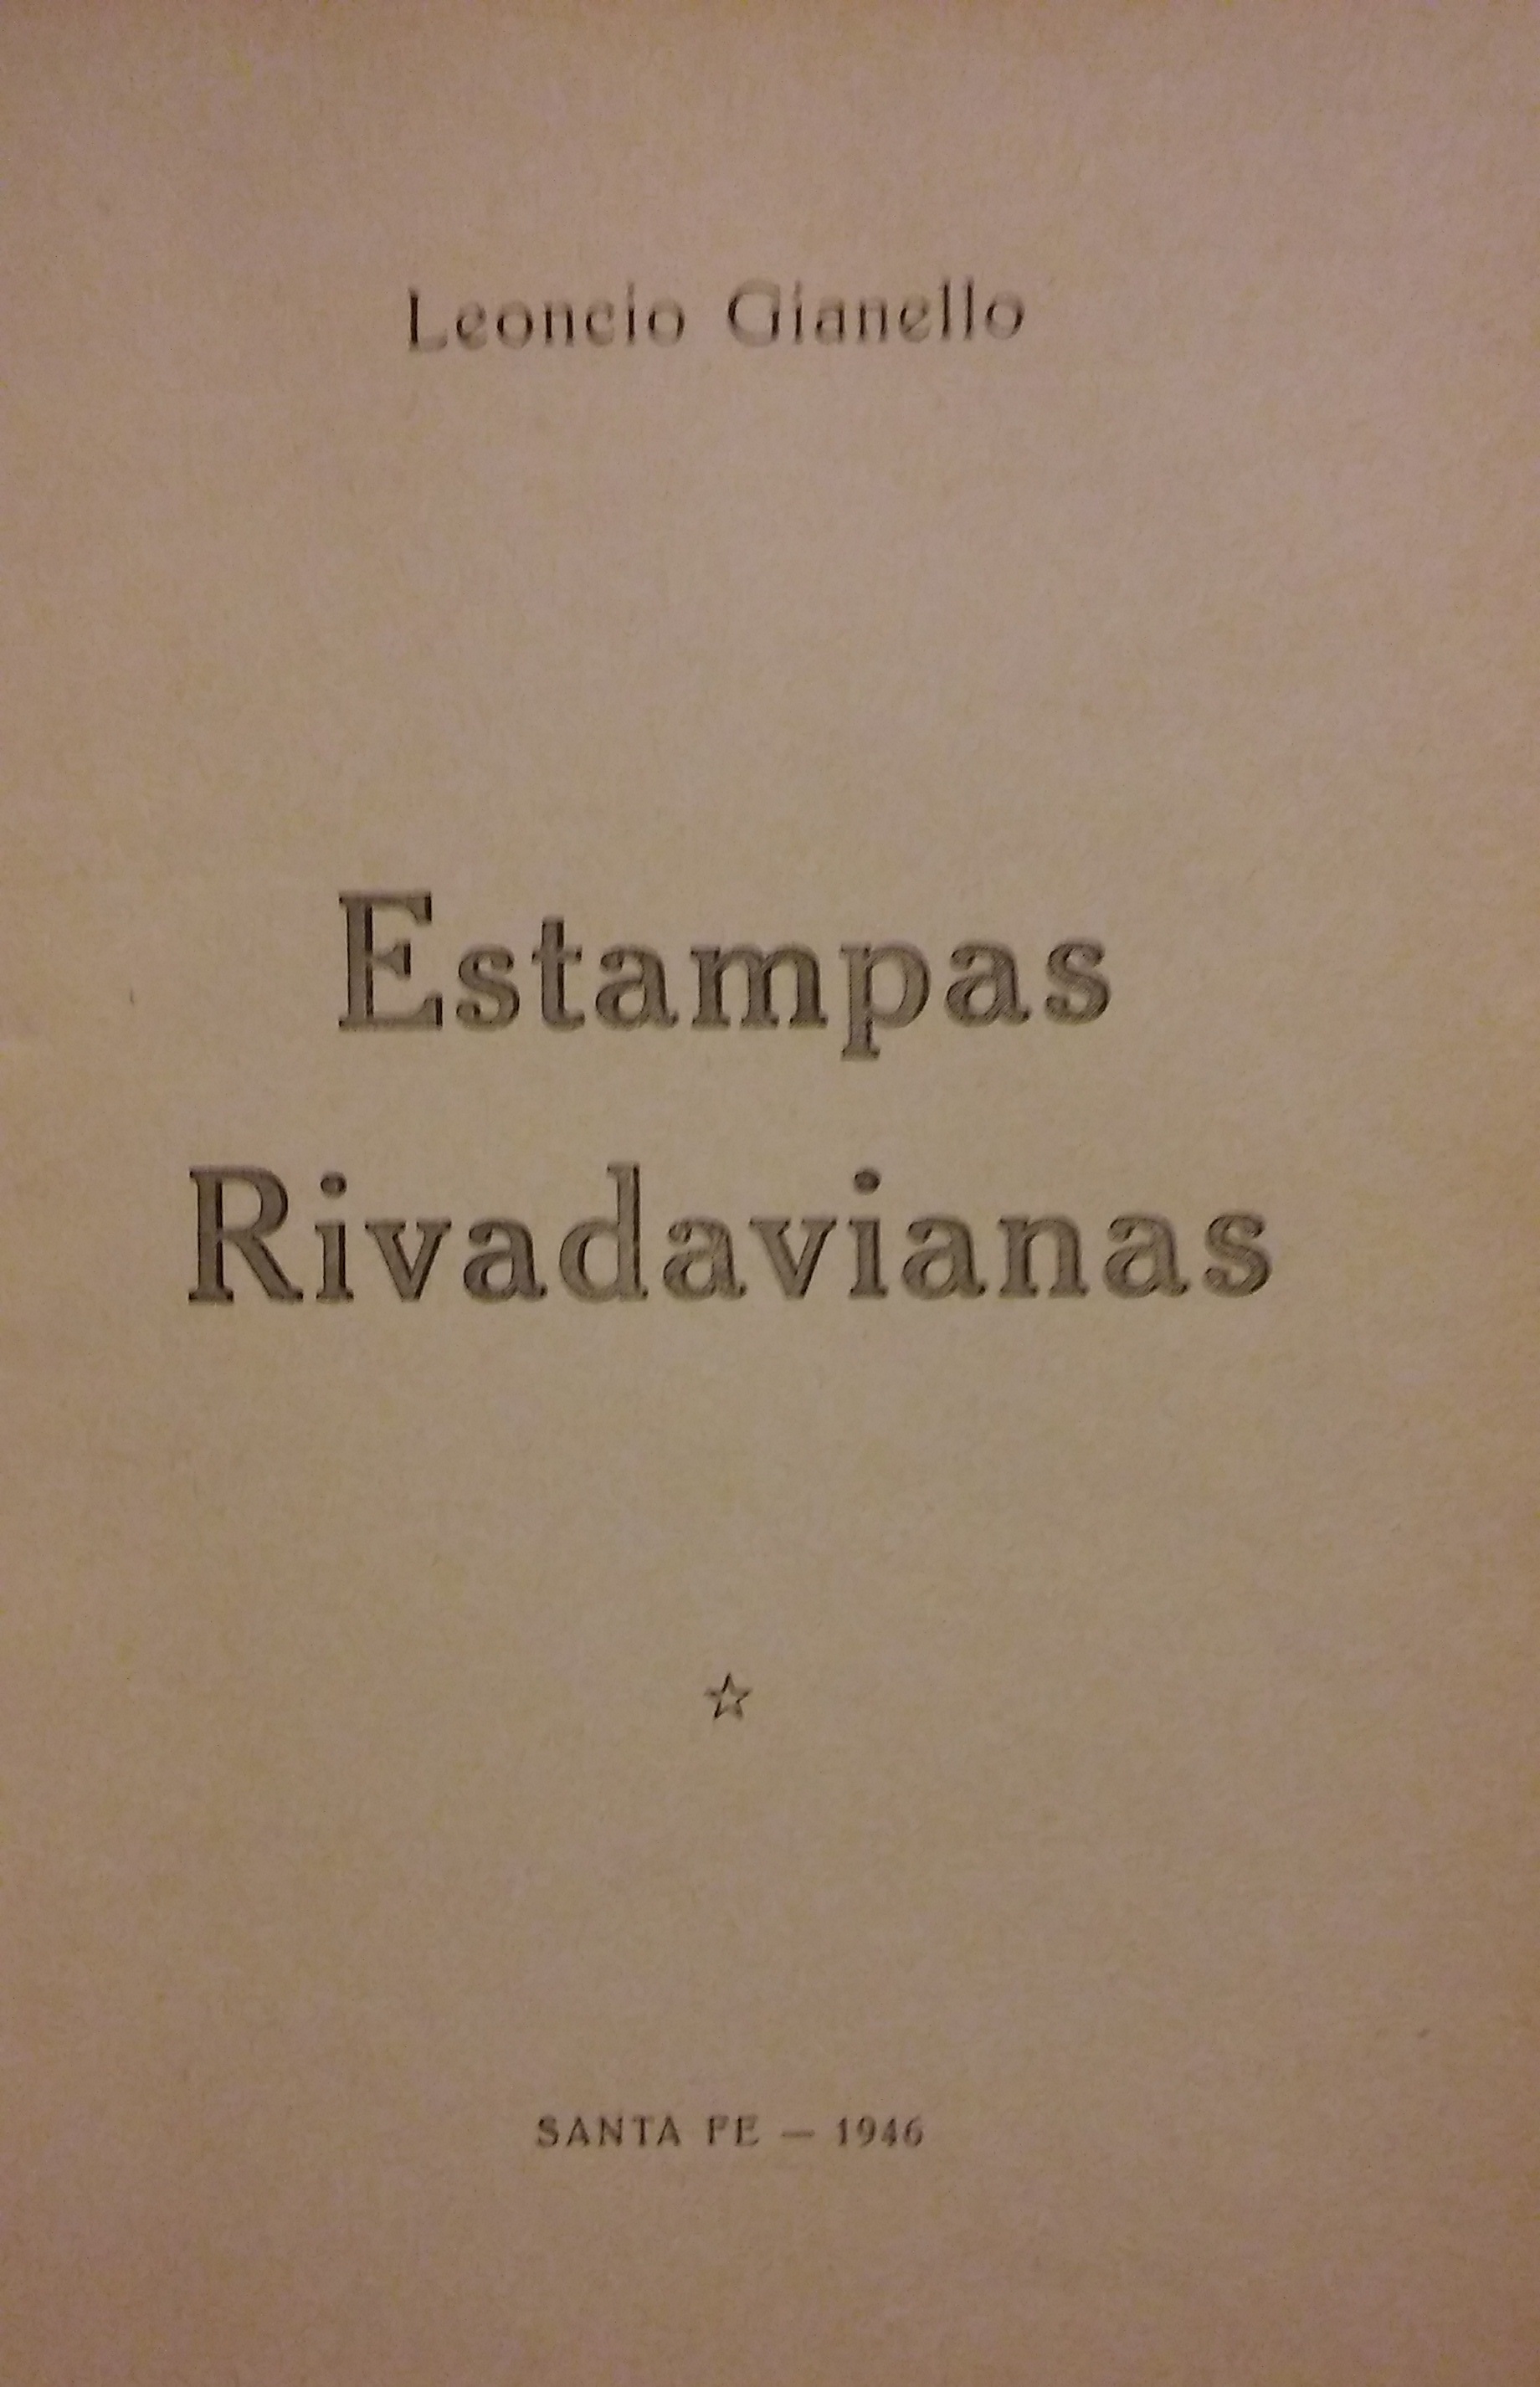 Leoncio Gianello
Estampas
Rivadavianas
SANTA FE — 1946